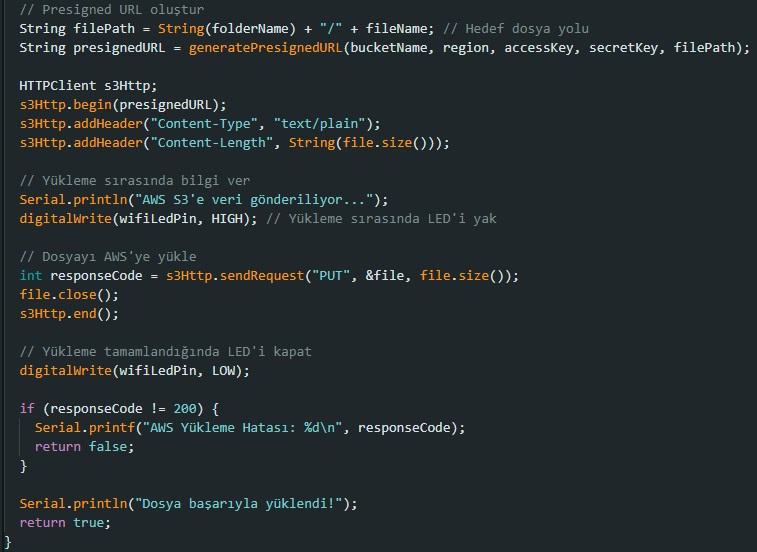 // Presigned URL oluştur
String filePath = String(folderName) + "/" + fileName; // Hedef dosya yolu
String presignedURL = generatePresignedURL(bucketName, region, accessKey, secretKey, filePath);
HTTPClient s3Http;
s3Http.begin(presignedURL);
s3Http.addHeader("Content-Type", "text/plain");
s3Http.addHeader("Content-Length", String(file.size()));
// Yükleme sırasında bilgi ver
Serial.println("AWS S3'e veri gönderiliyor...");
digitalWrite(wifiLedPin, HIGH); // Yükleme sırasında LED'i yak
// Dosyayı AWS'ye yükle
int responseCode = s3Http.sendRequest("PUT", &file, file.size());
file.close();
s3Http.end();
// Yükleme tamamlandığında LED'i kapat
digitalWrite(wifiLedPin, LOW);
if (responseCode != 200) {
Serial.printf("AWS Yükleme Hatası: %d\n", responseCode);
return false;
}
Serial.println("Dosya başarıyla yüklendi!");
return true;
}